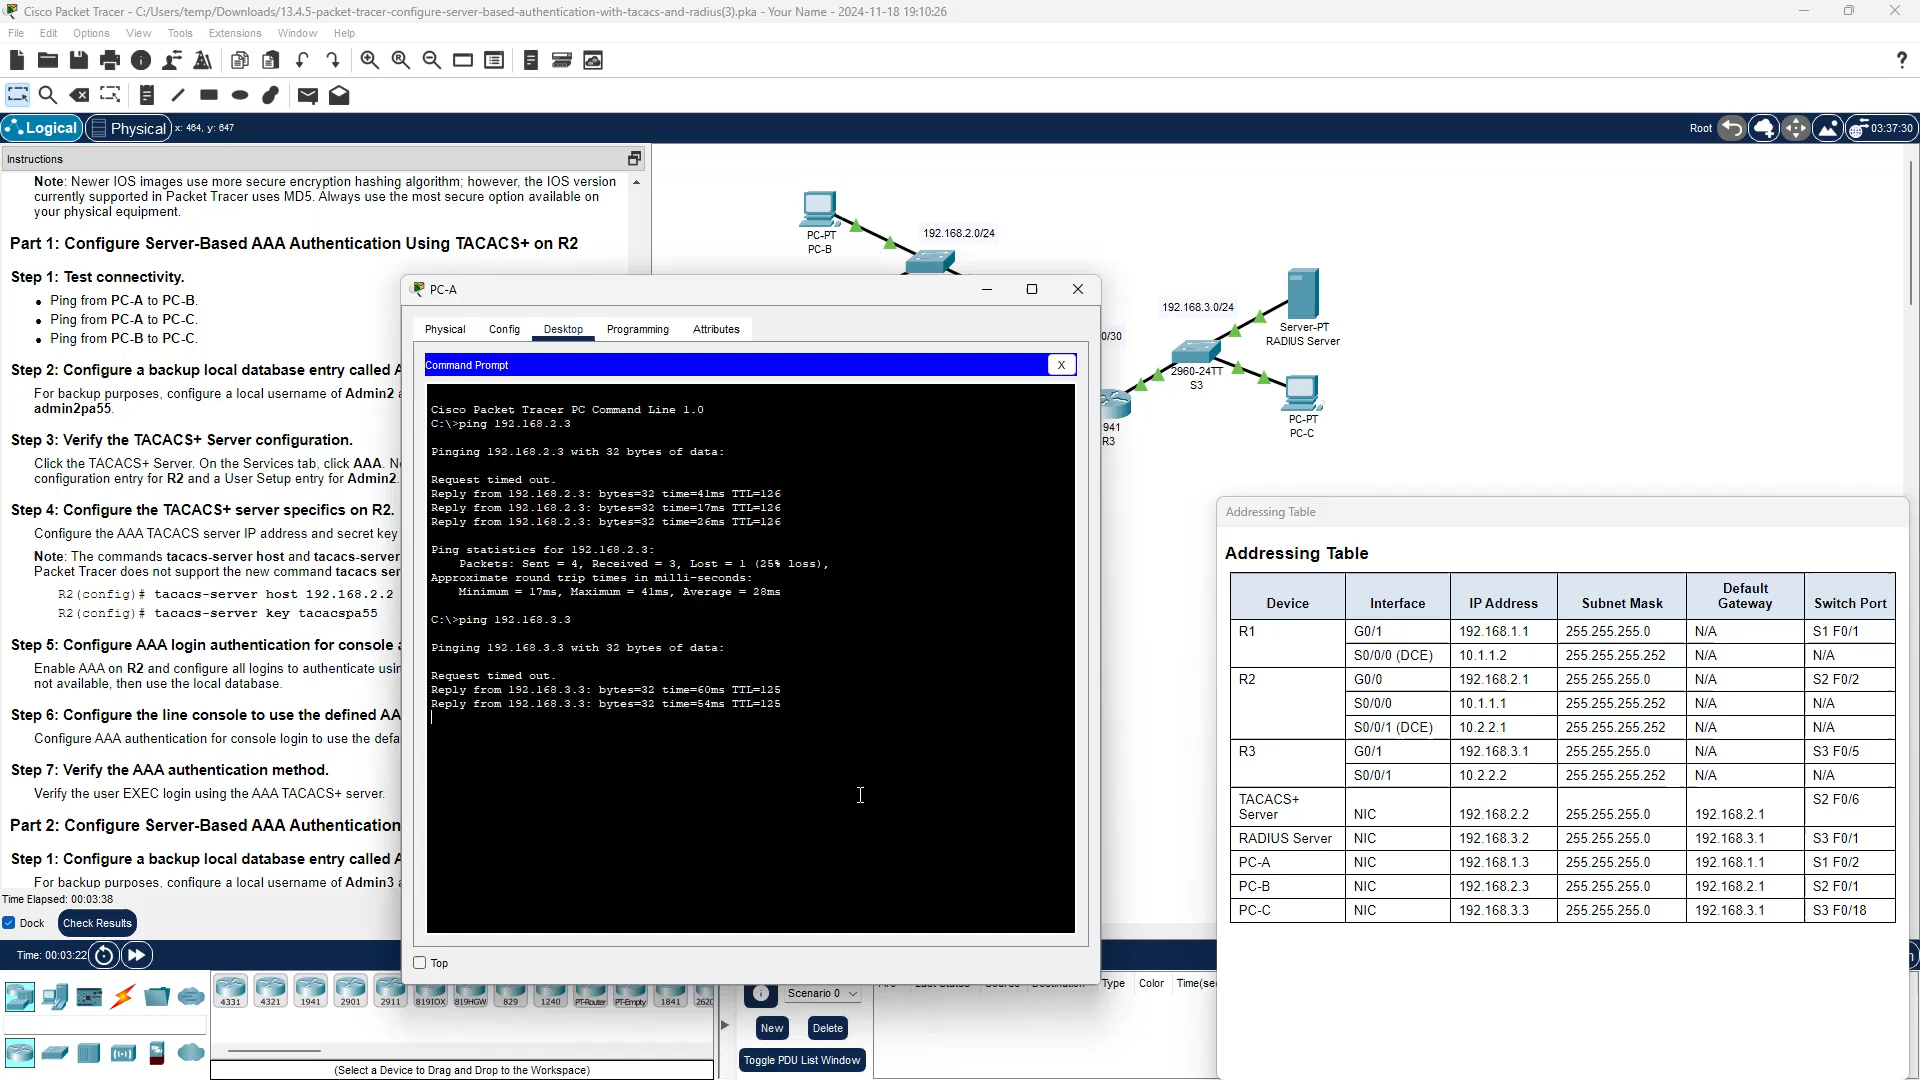 Cisco Packet Tracer - C:/Users/temp/Downloads/13.4.5-packet-tracer-configure-server-based-authentication-with-tacacs-and-radius(3).pka - Your Name - 2024-11-18 19:10:26
File Edit Options View Tools Extensions Window Help
Logical Physical x: 464, y: 647
Root 03:37:30
Instructions
Note: Newer IOS images use more secure encryption hashing algorithm; however, the IOS version
currently supported in Packet Tracer uses MD5. Always use the most secure option available on
your physical equipment.
Part 1: Configure Server-Based AAA Authentication Using TACACS+ on R2
Step 1: Test connectivity.
• Ping from PC-A to PC-B.
• Ping from PC-A to PC-C.
• Ping from PC-B to PC-C.
Step 2: Configure a backup local database entry called A
For backup purposes, configure a local username of Admin2 a
admin2pa55.
Step 3: Verify the TACACS+ Server configuration.
Click the TACACS+ Server. On the Services tab, click AAA. N
configuration entry for R2 and a User Setup entry for Admin2.
Step 4: Configure the TACACS+ server specifics on R2.
Configure the AAA TACACS server IP address and secret key
Note: The commands tacacs-server host and tacacs-server
Packet Tracer does not support the new command tacacs ser
R2(config)# tacacs-server host 192.168.2.2
R2(config)# tacacs-server key tacacspa55
Step 5: Configure AAA login authentication for console a
Enable AAA on R2 and configure all logins to authenticate usin
not available, then use the local database.
Step 6: Configure the line console to use the defined AA
Configure AAA authentication for console login to use the defa
Step 7: Verify the AAA authentication method.
Verify the user EXEC login using the AAA TACACS+ server.
Part 2: Configure Server-Based AAA Authentication
Step 1: Configure a backup local database entry called A
For backup purposes, configure a local username of Admin3 a
Time Elapsed: 00:03:38
Dock Check Results
Time: 00:03:22
PC-PT
PC-B
192.168.2.0/24
192.168.3.0/24
Server-PT
RADIUS Server
0/30
2960-24TT
S3
941
R3
PC-PT
PC-C
PC-A
Physical Config Desktop Programming Attributes
Command Prompt X
Cisco Packet Tracer PC Command Line 1.0
C:\>ping 192.168.2.3
Pinging 192.168.2.3 with 32 bytes of data:
Request timed out.
Reply from 192.168.2.3: bytes=32 time=41ms TTL=126
Reply from 192.168.2.3: bytes=32 time=17ms TTL=126
Reply from 192.168.2.3: bytes=32 time=26ms TTL=126
Ping statistics for 192.168.2.3:
Packets: Sent = 4, Received = 3, Lost = 1 (25% loss),
Approximate round trip times in milli-seconds:
Minimum = 17ms, Maximum = 41ms, Average = 28ms
C:\>ping 192.168.3.3
Pinging 192.168.3.3 with 32 bytes of data:
Request timed out.
Reply from 192.168.3.3: bytes=32 time=60ms TTL=125
Reply from 192.168.3.3: bytes=32 time=54ms TTL=125
Top
Addressing Table
Addressing Table
Device Interface IP Address Subnet Mask Default Gateway Switch Port
R1 G0/1 192.168.1.1 255.255.255.0 N/A S1 F0/1
S0/0/0 (DCE) 10.1.1.2 255.255.255.252 N/A N/A
R2 G0/0 192.168.2.1 255.255.255.0 N/A S2 F0/2
S0/0/0 10.1.1.1 255.255.255.252 N/A N/A
S0/0/1 (DCE) 10.2.2.1 255.255.255.252 N/A N/A
R3 G0/1 192.168.3.1 255.255.255.0 N/A S3 F0/5
S0/0/1 10.2.2.2 255.255.255.252 N/A N/A
TACACS+ Server NIC 192.168.2.2 255.255.255.0 192.168.2.1 S2 F0/6
RADIUS Server NIC 192.168.3.2 255.255.255.0 192.168.3.1 S3 F0/1
PC-A NIC 192.168.1.3 255.255.255.0 192.168.1.1 S1 F0/2
PC-B NIC 192.168.2.3 255.255.255.0 192.168.2.1 S2 F0/1
PC-C NIC 192.168.3.3 255.255.255.0 192.168.3.1 S3 F0/18
4331 4321 1941 2901 2911 819IOX 819HGW 829 1240 PT-Router PT-Empty 1841 2620
(Select a Device to Drag and Drop to the Workspace)
Scenario 0
New Delete
Toggle PDU List Window
Type Color Time(sec